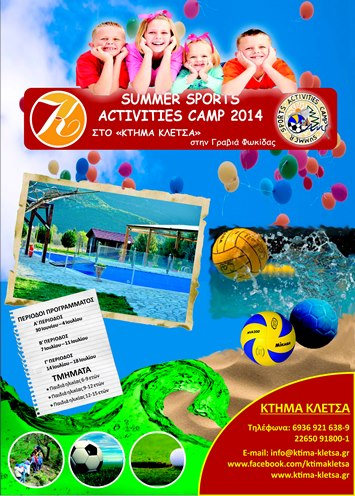 SUMMER SPORTS
ACTIVITIES CAMP 2014
ΣΤΟ «ΚΤΗΜΑ ΚΛΕΤΣΑ»
στην Γραβιά Φωκίδας
SUMMER SPORTS ACTIVITIES CAMP
ΠΕΡΙΟΔΟΙ ΠΡΟΓΡΑΜΜΑΤΟΣ
Α' ΠΕΡΙΟΔΟΣ
30 Ιουνίου – 4 Ιουλίου
Β' ΠΕΡΙΟΔΟΣ
7 Ιουλίου – 11 Ιουλίου
Γ' ΠΕΡΙΟΔΟΣ
14 Ιουλίου – 18 Ιουλίου
ΤΜΗΜΑΤΑ
• Παιδιά ηλικίας 6-9 ετών
• Παιδιά ηλικίας 9-12 ετών
• Παιδιά ηλικίας 12-15 ετών
MIKASA
ΚΤΗΜΑ ΚΛΕΤΣΑ
Τηλέφωνα: 6936 921 638-9
22650 91800-1
E-mail: info@ktima-kletsa.gr
www.facebook.com/ktimakletsa
www.ktima-kletsa.gr